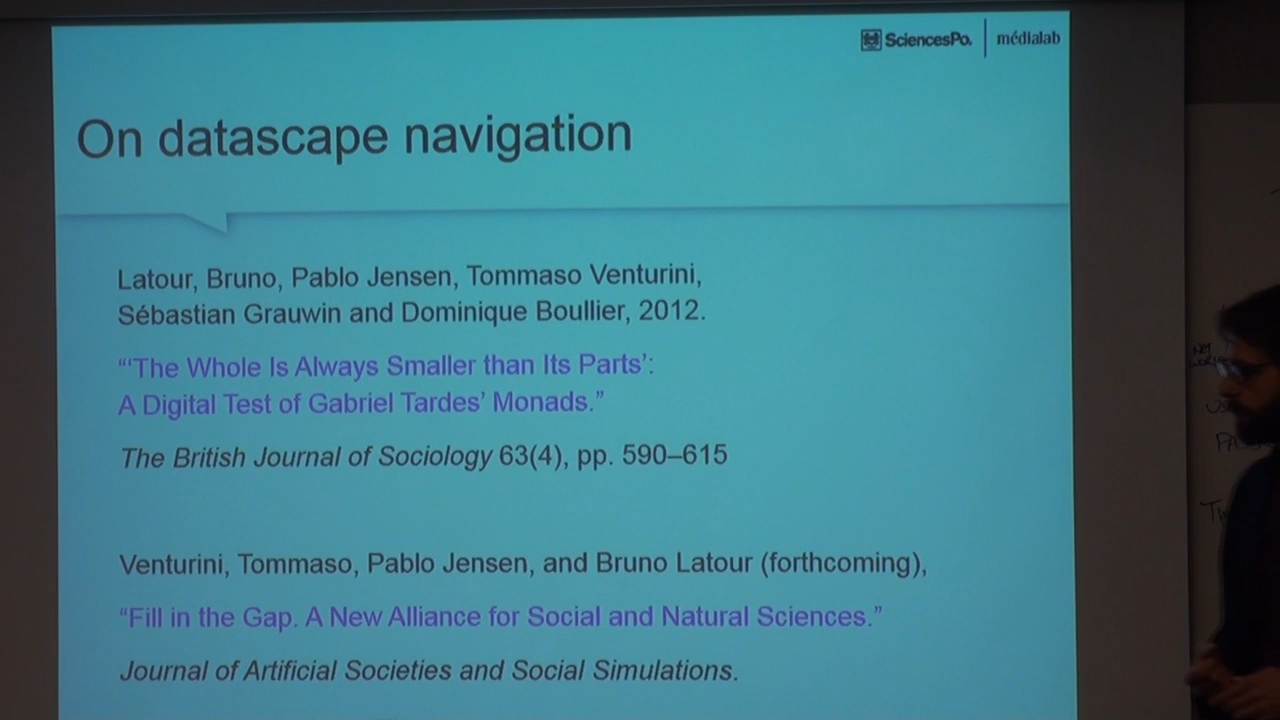 SciencesPo. | médialab
On datascape navigation
Latour, Bruno, Pablo Jensen, Tommaso Venturini,
Sébastian Grauwin and Dominique Boullier, 2012.
“‘The Whole Is Always Smaller than Its Parts’:
A Digital Test of Gabriel Tardes’ Monads.”
The British Journal of Sociology 63(4), pp. 590–615
Venturini, Tommaso, Pablo Jensen, and Bruno Latour (forthcoming),
“Fill in the Gap. A New Alliance for Social and Natural Sciences.”
Journal of Artificial Societies and Social Simulations.
NET